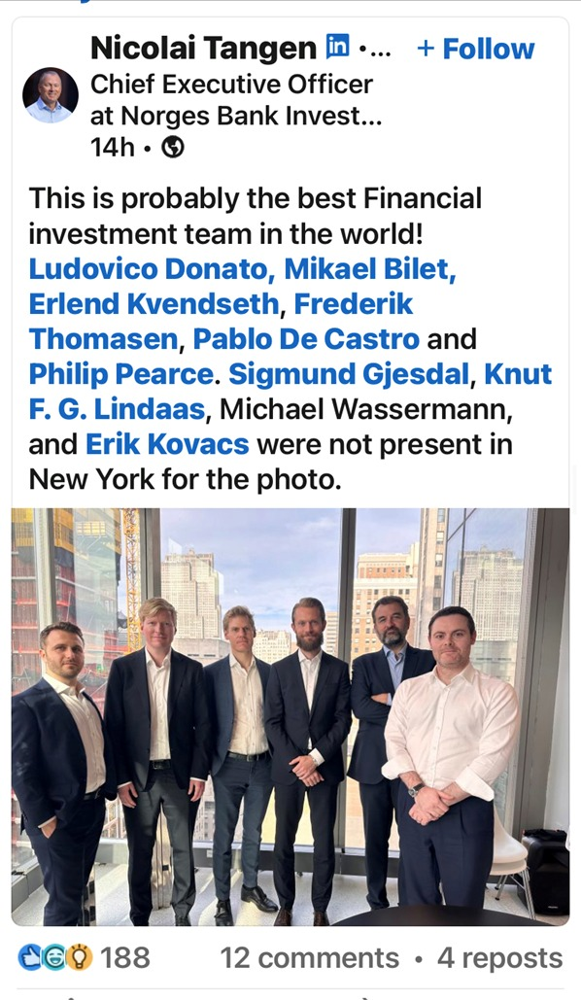 Nicolai Tangen in •... + Follow
Chief Executive Officer
at Norges Bank Invest...
14h •
This is probably the best Financial
investment team in the world!
Ludovico Donato, Mikael Bilet,
Erlend Kvendseth, Frederik
Thomasen, Pablo De Castro and
Philip Pearce. Sigmund Gjesdal, Knut
F. G. Lindaas, Michael Wassermann,
and Erik Kovacs were not present in
New York for the photo.
188 12 comments • 4 reposts